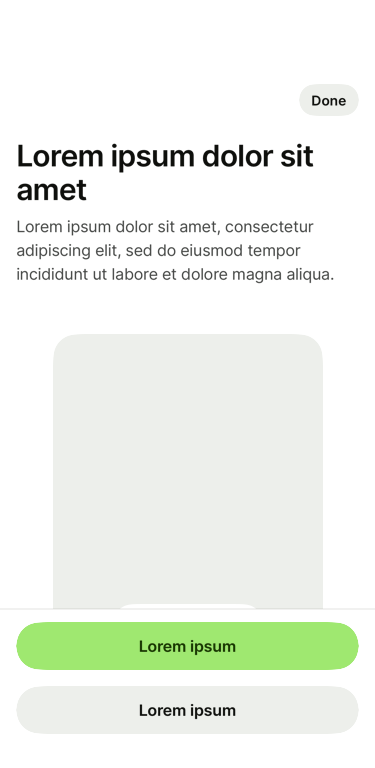 Done
Lorem ipsum dolor sit
amet
Lorem ipsum dolor sit amet, consectetur
adipiscing elit, sed do eiusmod tempor
incididunt ut labore et dolore magna aliqua.
Lorem ipsum
Lorem ipsum